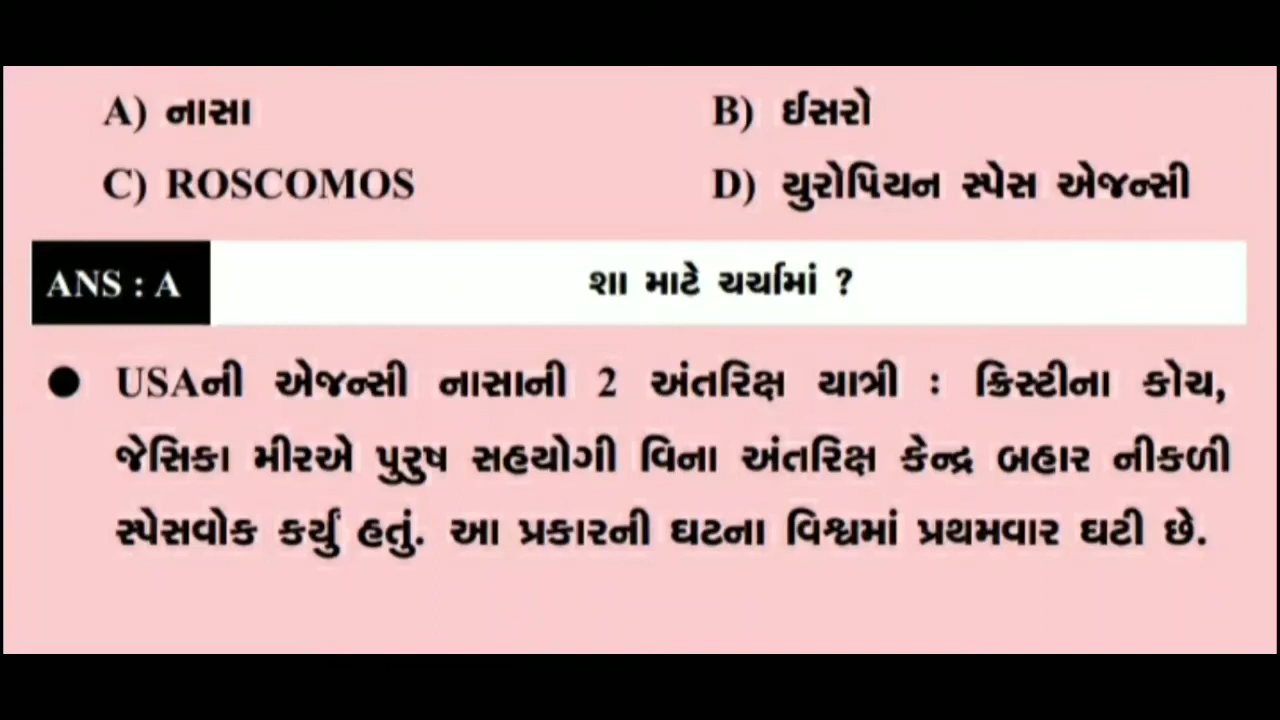 A) નાસા B) ઈસરો
C) ROSCOMOS D) યુરોપિયન સ્પેસ એજન્સી
ANS : A શા માટે ચર્ચામાં ?
● USAની એજન્સી નાસાની 2 અંતરિક્ષ યાત્રી : ક્રિસ્ટીના કોચ,
જેસિકા મીરએ પુરુષ સહયોગી વિના અંતરિક્ષ કેન્દ્ર બહાર નીકળી
સ્પેસવોક કર્યું હતું. આ પ્રકારની ઘટના વિશ્વમાં પ્રથમવાર ઘટી છે.